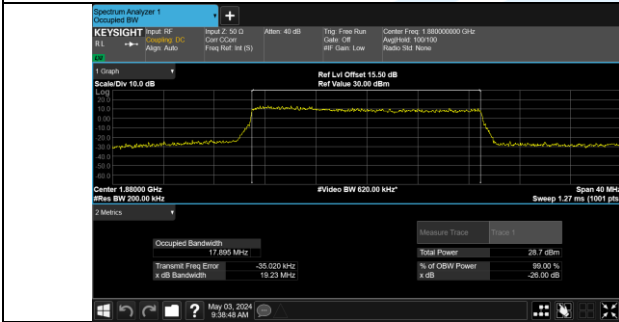 Spectrum Analyzer 1
Occupied BW
KEYSIGHT Input: RF Input Z: 50 Ω Atten: 40 dB Trig: Free Run Center Freq: 1.880000000 GHz
R L Coupling: DC Corr CCorr Gate: Off Avg|Hold: 100/100
Align: Auto Freq Ref: Int (S) #IF Gain: Low Radio Std: None
1 Graph
Ref Lvl Offset 15.50 dB
Scale/Div 10.0 dB Ref Value 30.00 dBm
Log
20.0
10.0
0.00
-10.0
-20.0
-30.0
-40.0
-50.0
-60.0
Center 1.88000 GHz #Video BW 620.00 kHz* Span 40 MHz
#Res BW 200.00 kHz Sweep 1.27 ms (1001 pts
2 Metrics
Measure Trace Trace 1
Occupied Bandwidth
17.895 MHz Total Power 28.7 dBm
Transmit Freq Error -35.020 kHz % of OBW Power 99.00 %
x dB Bandwidth 19.23 MHz x dB -26.00 dB
? May 03, 2024
9:38:48 AM